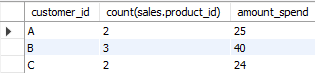 customer_id count(sales.product_id) amount_spend
A 2 25
B 3 40
C 2 24